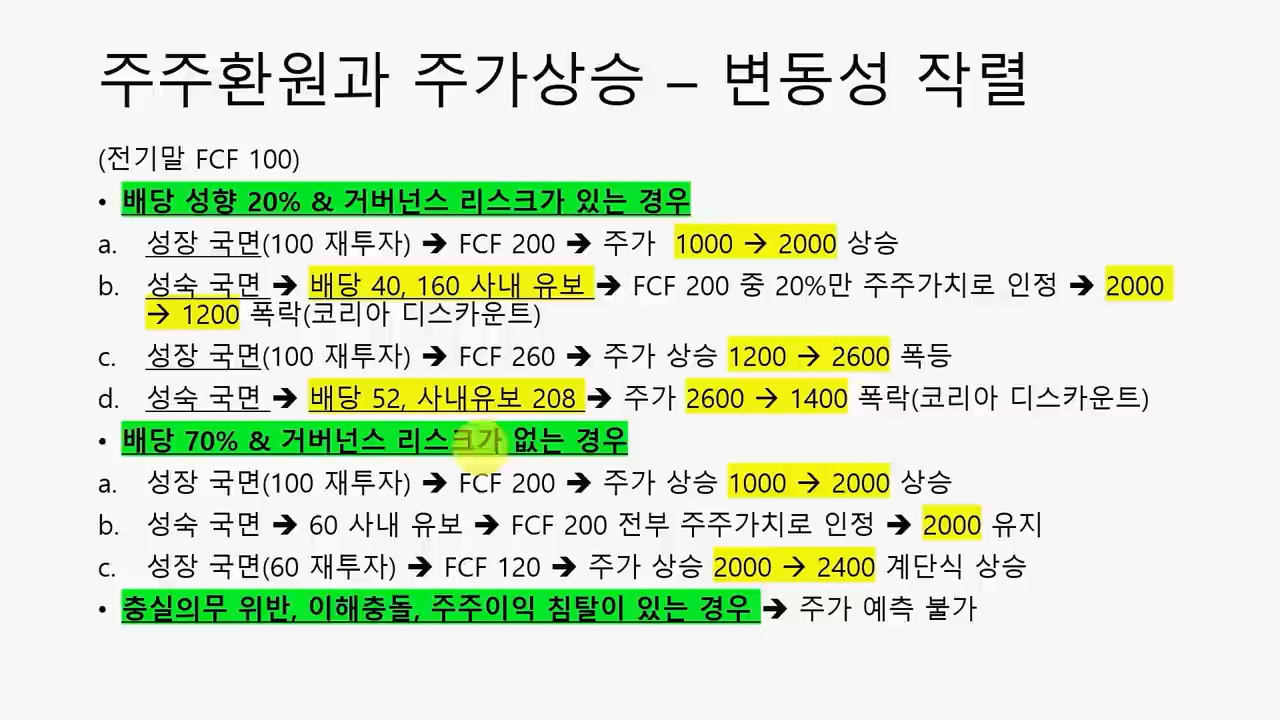 주주환원과 주가상승 – 변동성 작렬
(전기말 FCF 100)
• 배당 성향 20% & 거버넌스 리스크가 있는 경우
a. 성장 국면(100 재투자) ➔ FCF 200 ➔ 주가 1000 → 2000 상승
b. 성숙 국면 ➔ 배당 40, 160 사내 유보 ➔ FCF 200 중 20%만 주주가치로 인정 ➔ 2000
→ 1200 폭락(코리아 디스카운트)
c. 성장 국면(100 재투자) ➔ FCF 260 ➔ 주가 상승 1200 → 2600 폭등
d. 성숙 국면 ➔ 배당 52, 사내유보 208 ➔ 주가 2600 → 1400 폭락(코리아 디스카운트)
• 배당 70% & 거버넌스 리스크가 없는 경우
a. 성장 국면(100 재투자) ➔ FCF 200 ➔ 주가 상승 1000 → 2000 상승
b. 성숙 국면 ➔ 60 사내 유보 ➔ FCF 200 전부 주주가치로 인정 ➔ 2000 유지
c. 성장 국면(60 재투자) ➔ FCF 120 ➔ 주가 상승 2000 → 2400 계단식 상승
• 충실의무 위반, 이해충돌, 주주이익 침탈이 있는 경우 ➔ 주가 예측 불가